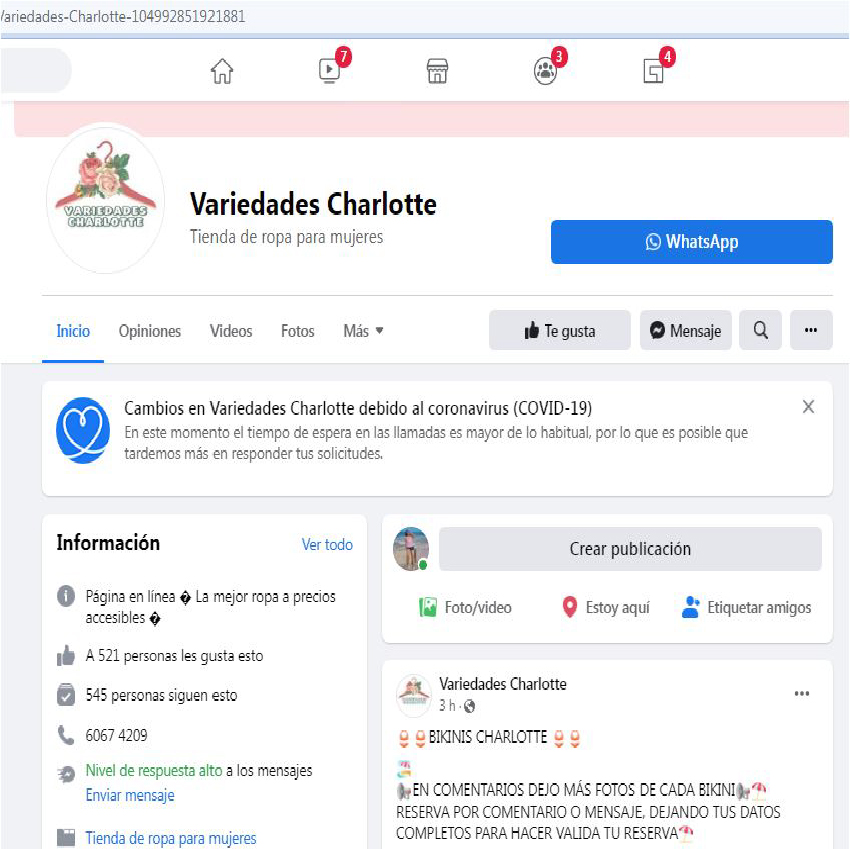 /ariedades-Charlotte-104992851921881
7
3
4
VARIEDADES
CHARLOTTE
Variedades Charlotte
Tienda de ropa para mujeres
WhatsApp
Inicio Opiniones Videos Fotos Más Te gusta Mensaje
Cambios en Variedades Charlotte debido al coronavirus (COVID-19)
En este momento el tiempo de espera en las llamadas es mayor de lo habitual, por lo que es posible que
tardemos más en responder tus solicitudes.
Información Ver todo
Página en línea � La mejor ropa a precios
accesibles �
A 521 personas les gusta esto
545 personas siguen esto
6067 4209
Nivel de respuesta alto a los mensajes
Enviar mensaje
Tienda de ropa para mujeres
Crear publicación
Foto/video Estoy aquí Etiquetar amigos
Variedades Charlotte
3 h ·
BIKINIS CHARLOTTE
EN COMENTARIOS DEJO MÁS FOTOS DE CADA BIKINI
RESERVA POR COMENTARIO O MENSAJE, DEJANDO TUS DATOS
COMPLETOS PARA HACER VALIDA TU RESERVA